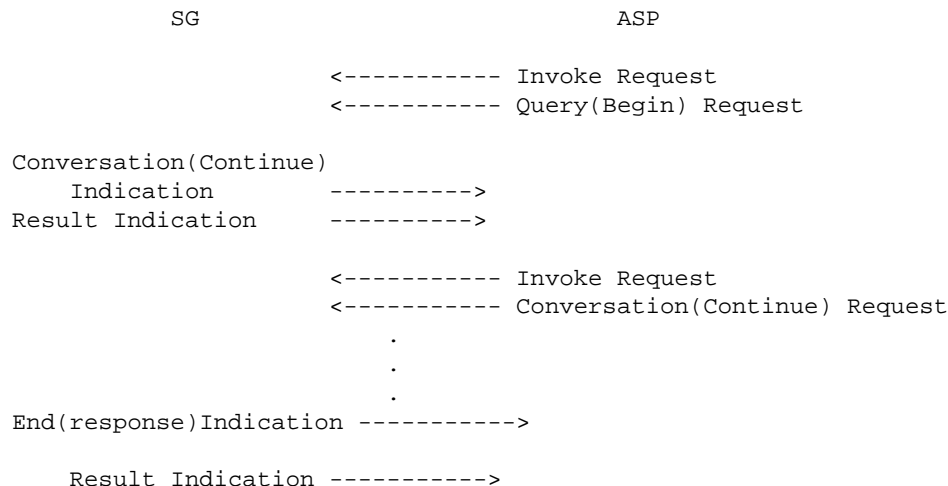 SG ASP
<----------- Invoke Request
<----------- Query(Begin) Request
Conversation(Continue)
Indication ---------->
Result Indication ---------->
<----------- Invoke Request
<----------- Conversation(Continue) Request
.
.
.
End(response)Indication ----------->
Result Indication ----------->